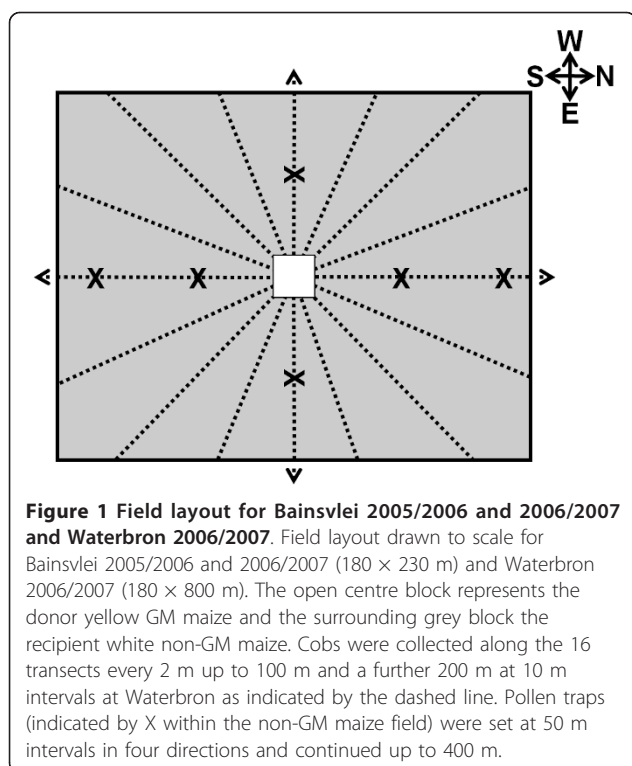 W
S N
E
X
X X X X
X
Figure 1 Field layout for Bainsvlei 2005/2006 and 2006/2007
and Waterbron 2006/2007. Field layout drawn to scale for
Bainsvlei 2005/2006 and 2006/2007 (180 × 230 m) and Waterbron
2006/2007 (180 × 800 m). The open centre block represents the
donor yellow GM maize and the surrounding grey block the
recipient white non-GM maize. Cobs were collected along the 16
transects every 2 m up to 100 m and a further 200 m at 10 m
intervals at Waterbron as indicated by the dashed line. Pollen traps
(indicated by X within the non-GM maize field) were set at 50 m
intervals in four directions and continued up to 400 m.